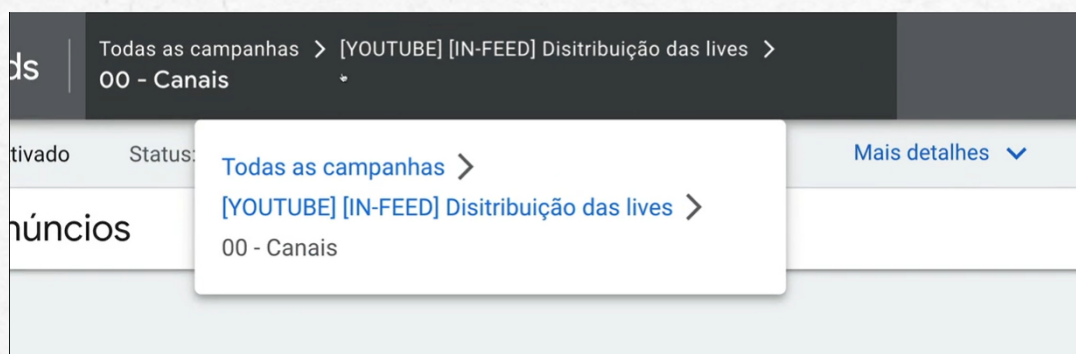 ds
Todas as campanhas > [YOUTUBE] [IN-FEED] Disitribuição das lives >
00 - Canais
tivado Status: Mais detalhes
Todas as campanhas >
[YOUTUBE] [IN-FEED] Disitribuição das lives >
00 - Canais
núncios